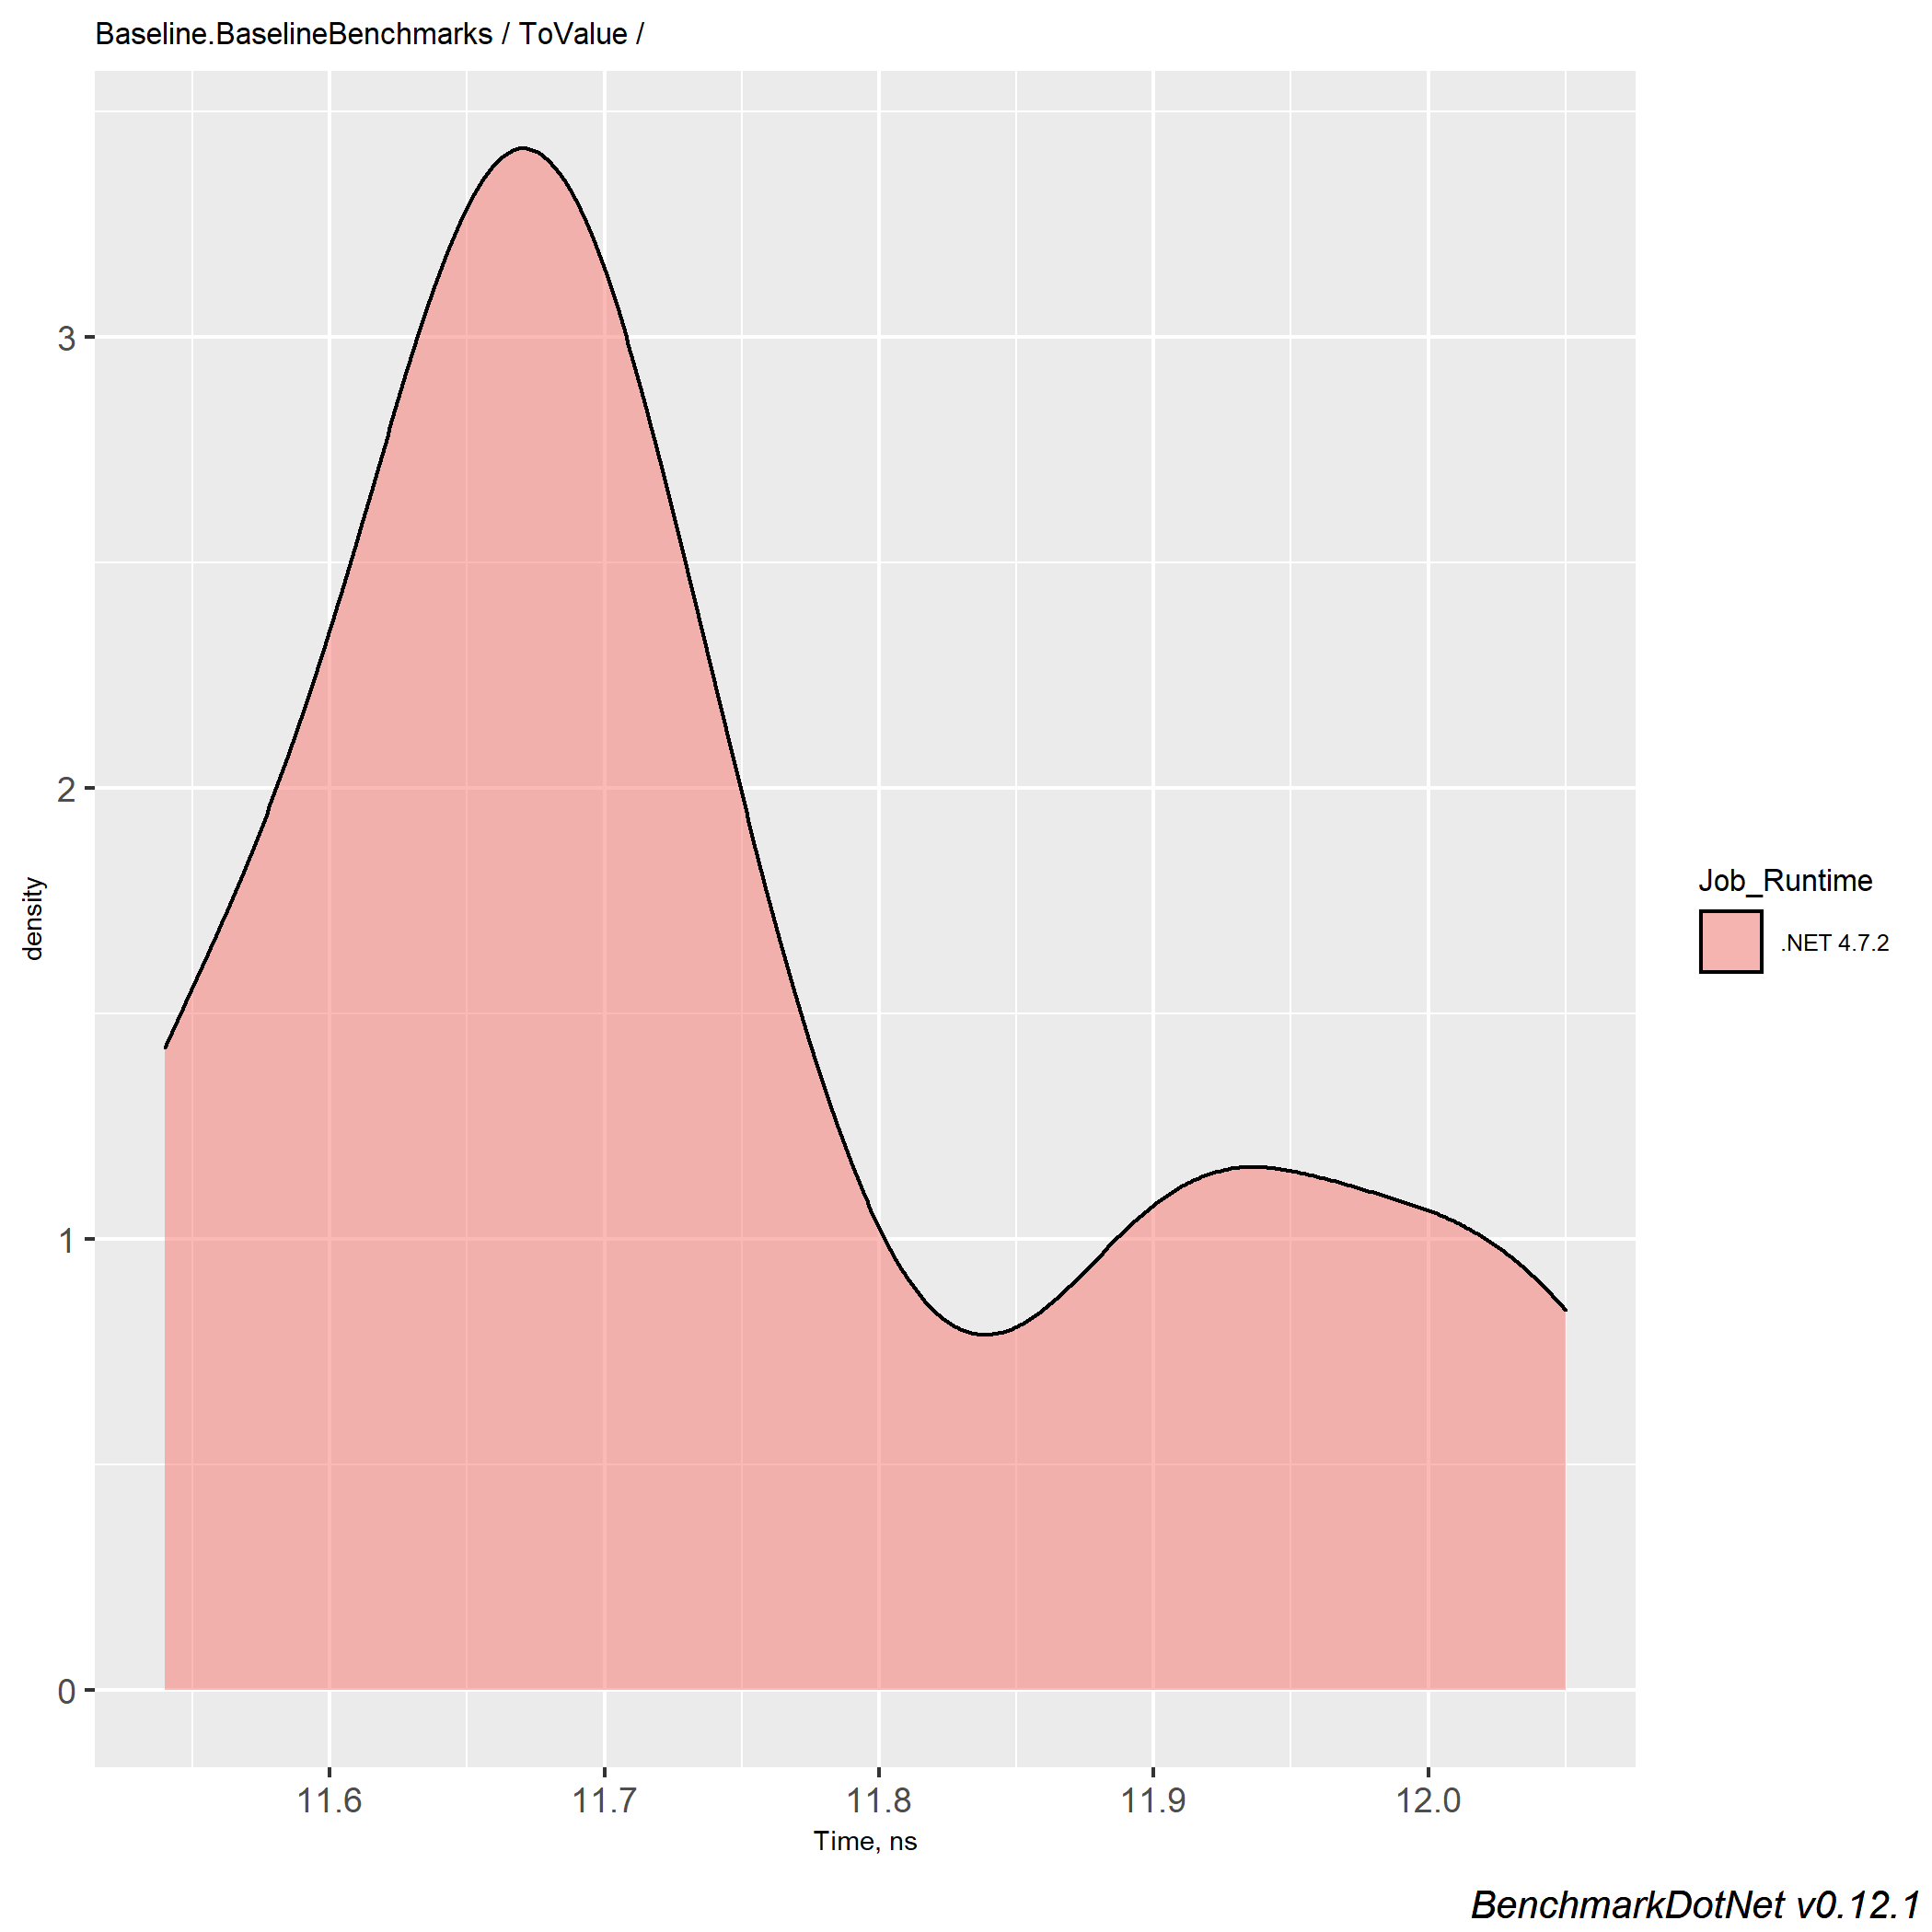 Baseline.BaselineBenchmarks / ToValue /
density
3
2
1
0
11.6 11.7 11.8 11.9 12.0
Time, ns
Job_Runtime
.NET 4.7.2
BenchmarkDotNet v0.12.1